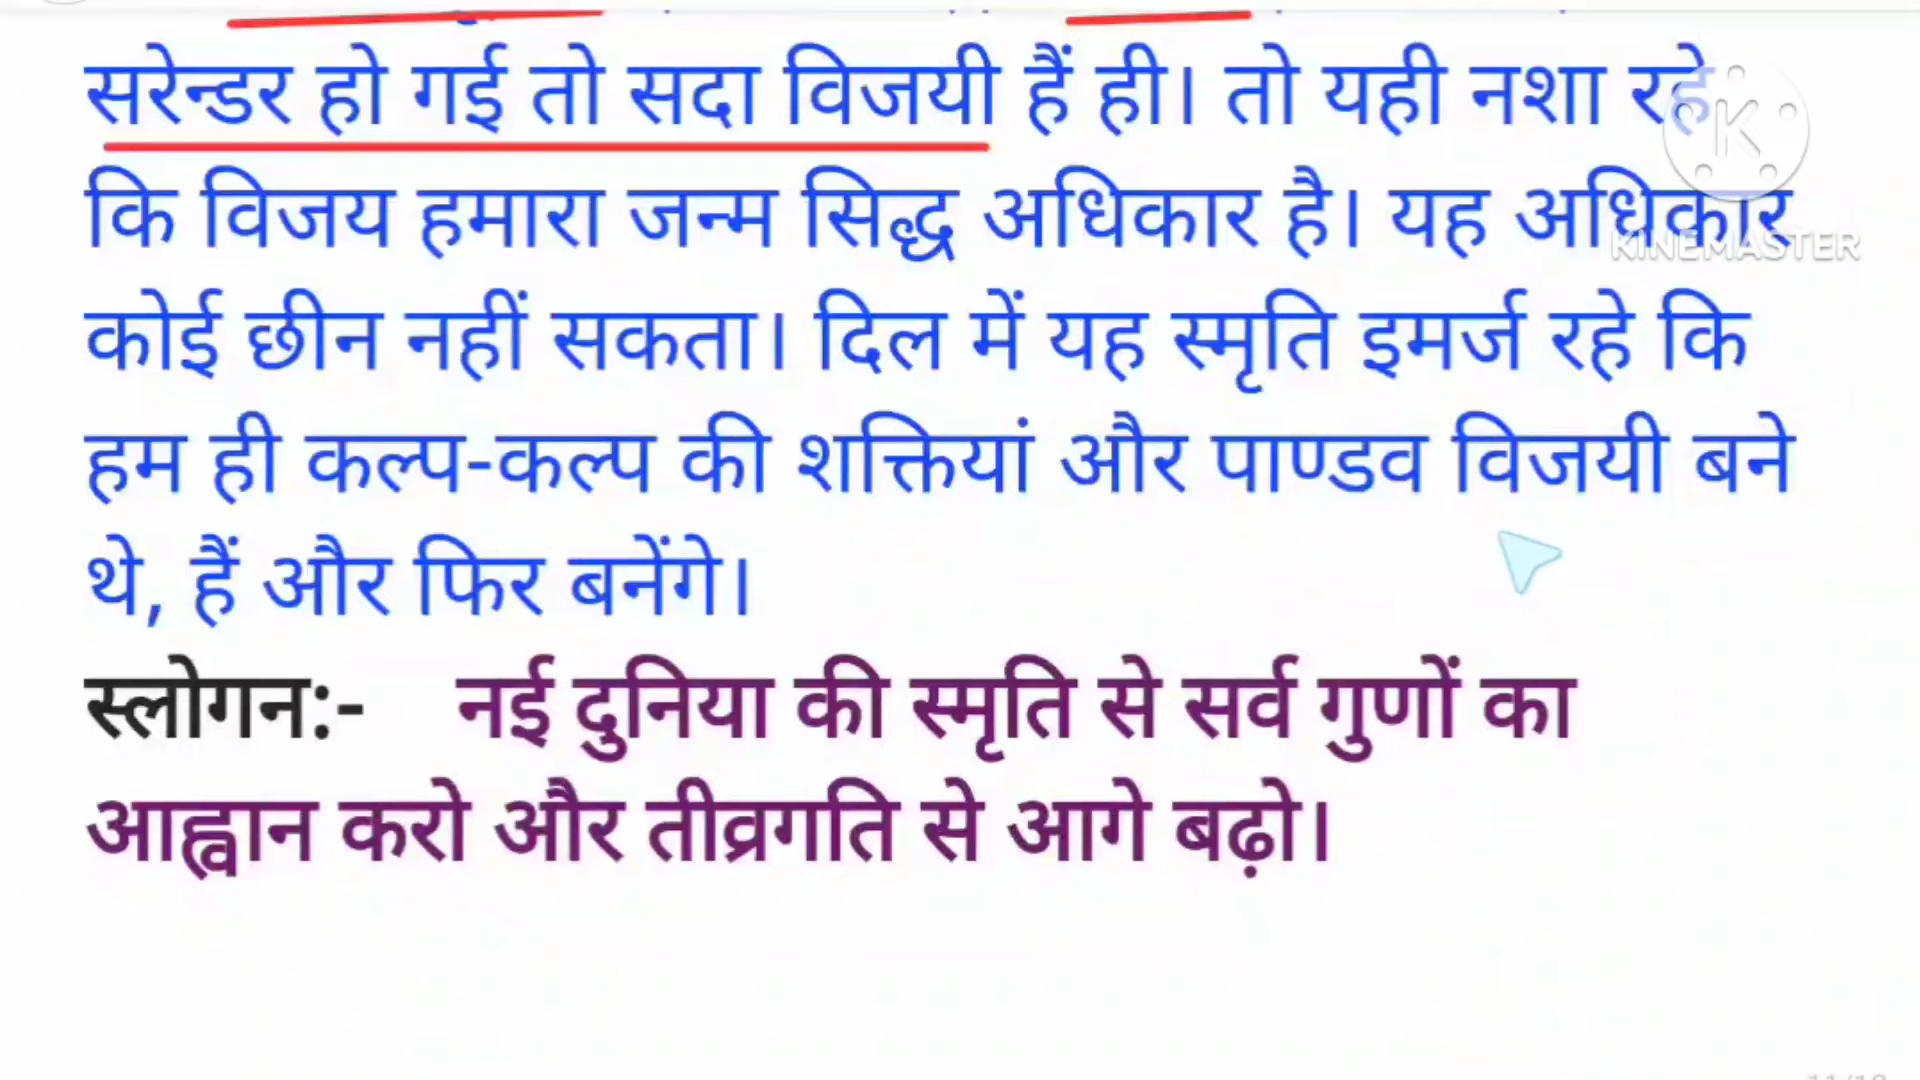 सरेन्डर हो गई तो सदा विजयी हैं ही। तो यही नशा रहे
कि विजय हमारा जन्म सिद्ध अधिकार है। यह अधिकार
KINEMASTER
कोई छीन नहीं सकता। दिल में यह स्मृति इमर्ज रहे कि
हम ही कल्प-कल्प की शक्तियां और पाण्डव विजयी बने
थे, हैं और फिर बनेंगे।
स्लोगन:- नई दुनिया की स्मृति से सर्व गुणों का
आह्वान करो और तीव्रगति से आगे बढ़ो।